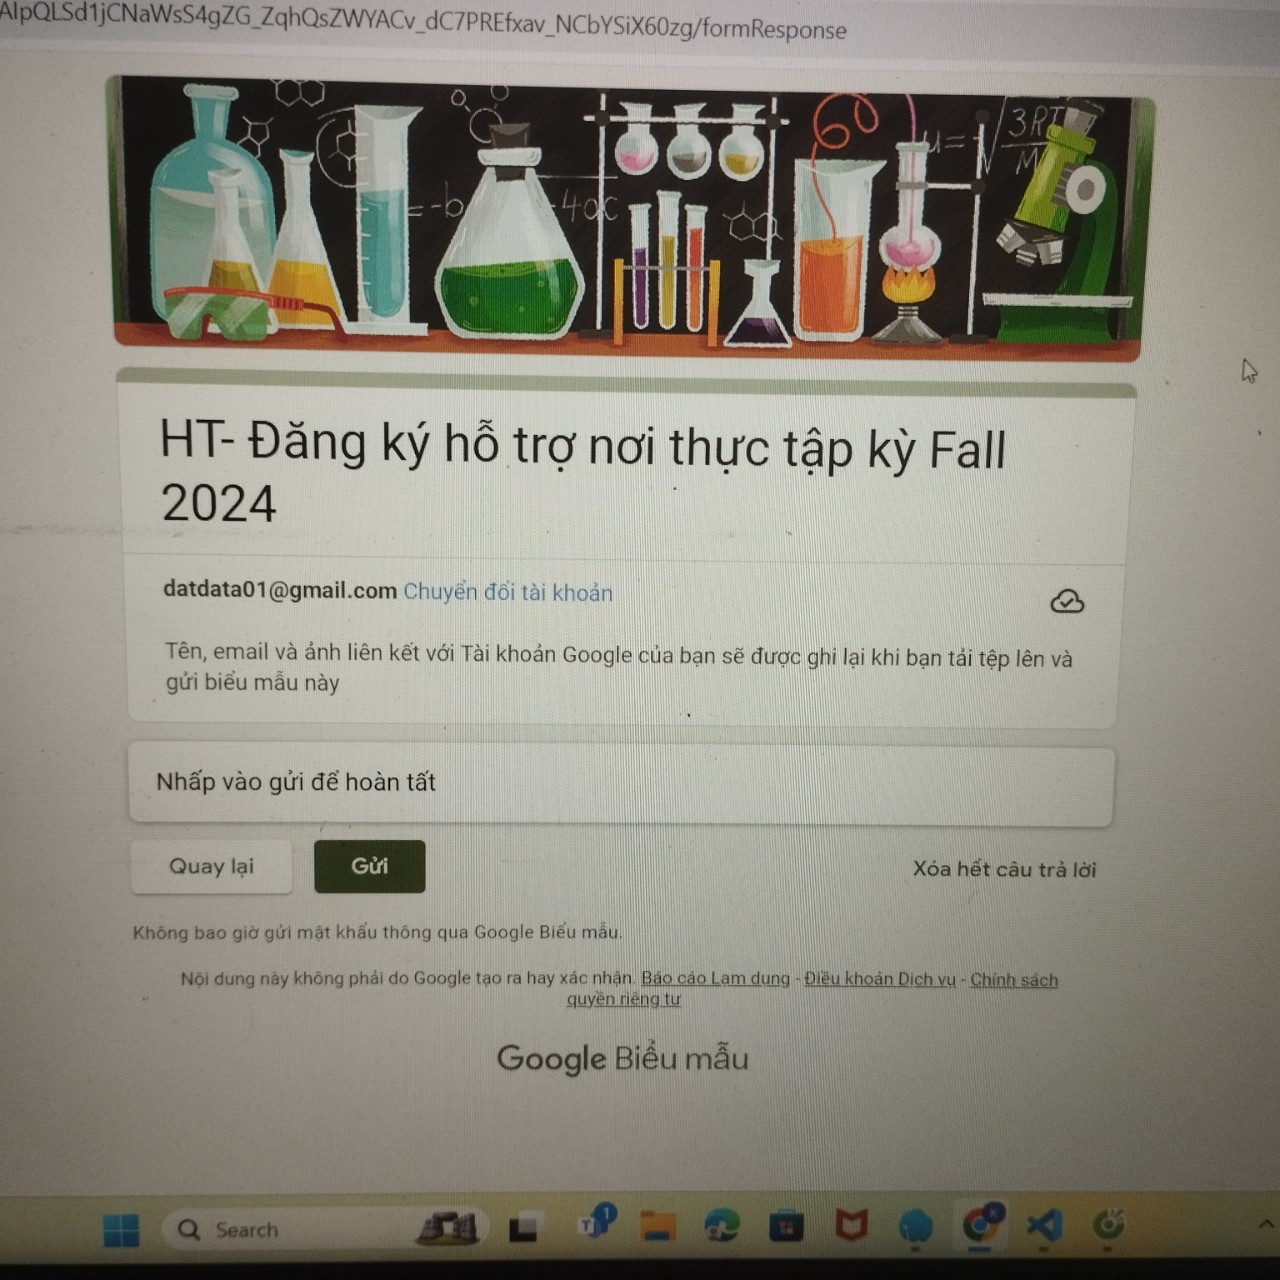 AIpQLSd1jCNaWsS4gZG_ZqhQsZWYACv_dC7PREfxav_NCbYSiX60zg/formResponse
u=√3RT
M
=-b
-4ac
HT- Đăng ký hỗ trợ nơi thực tập kỳ Fall
2024
datdata01@gmail.com Chuyển đổi tài khoản
Tên, email và ảnh liên kết với Tài khoản Google của bạn sẽ được ghi lại khi bạn tải tệp lên và
gửi biểu mẫu này
Nhấp vào gửi để hoàn tất
Quay lại
Gửi
Xóa hết câu trả lời
Không bao giờ gửi mật khẩu thông qua Google Biểu mẫu.
Nội dung này không phải do Google tạo ra hay xác nhận. Báo cáo Lạm dụng - Điều khoản Dịch vụ - Chính sách
quyền riêng tư
Google Biểu mẫu
Search
1
K